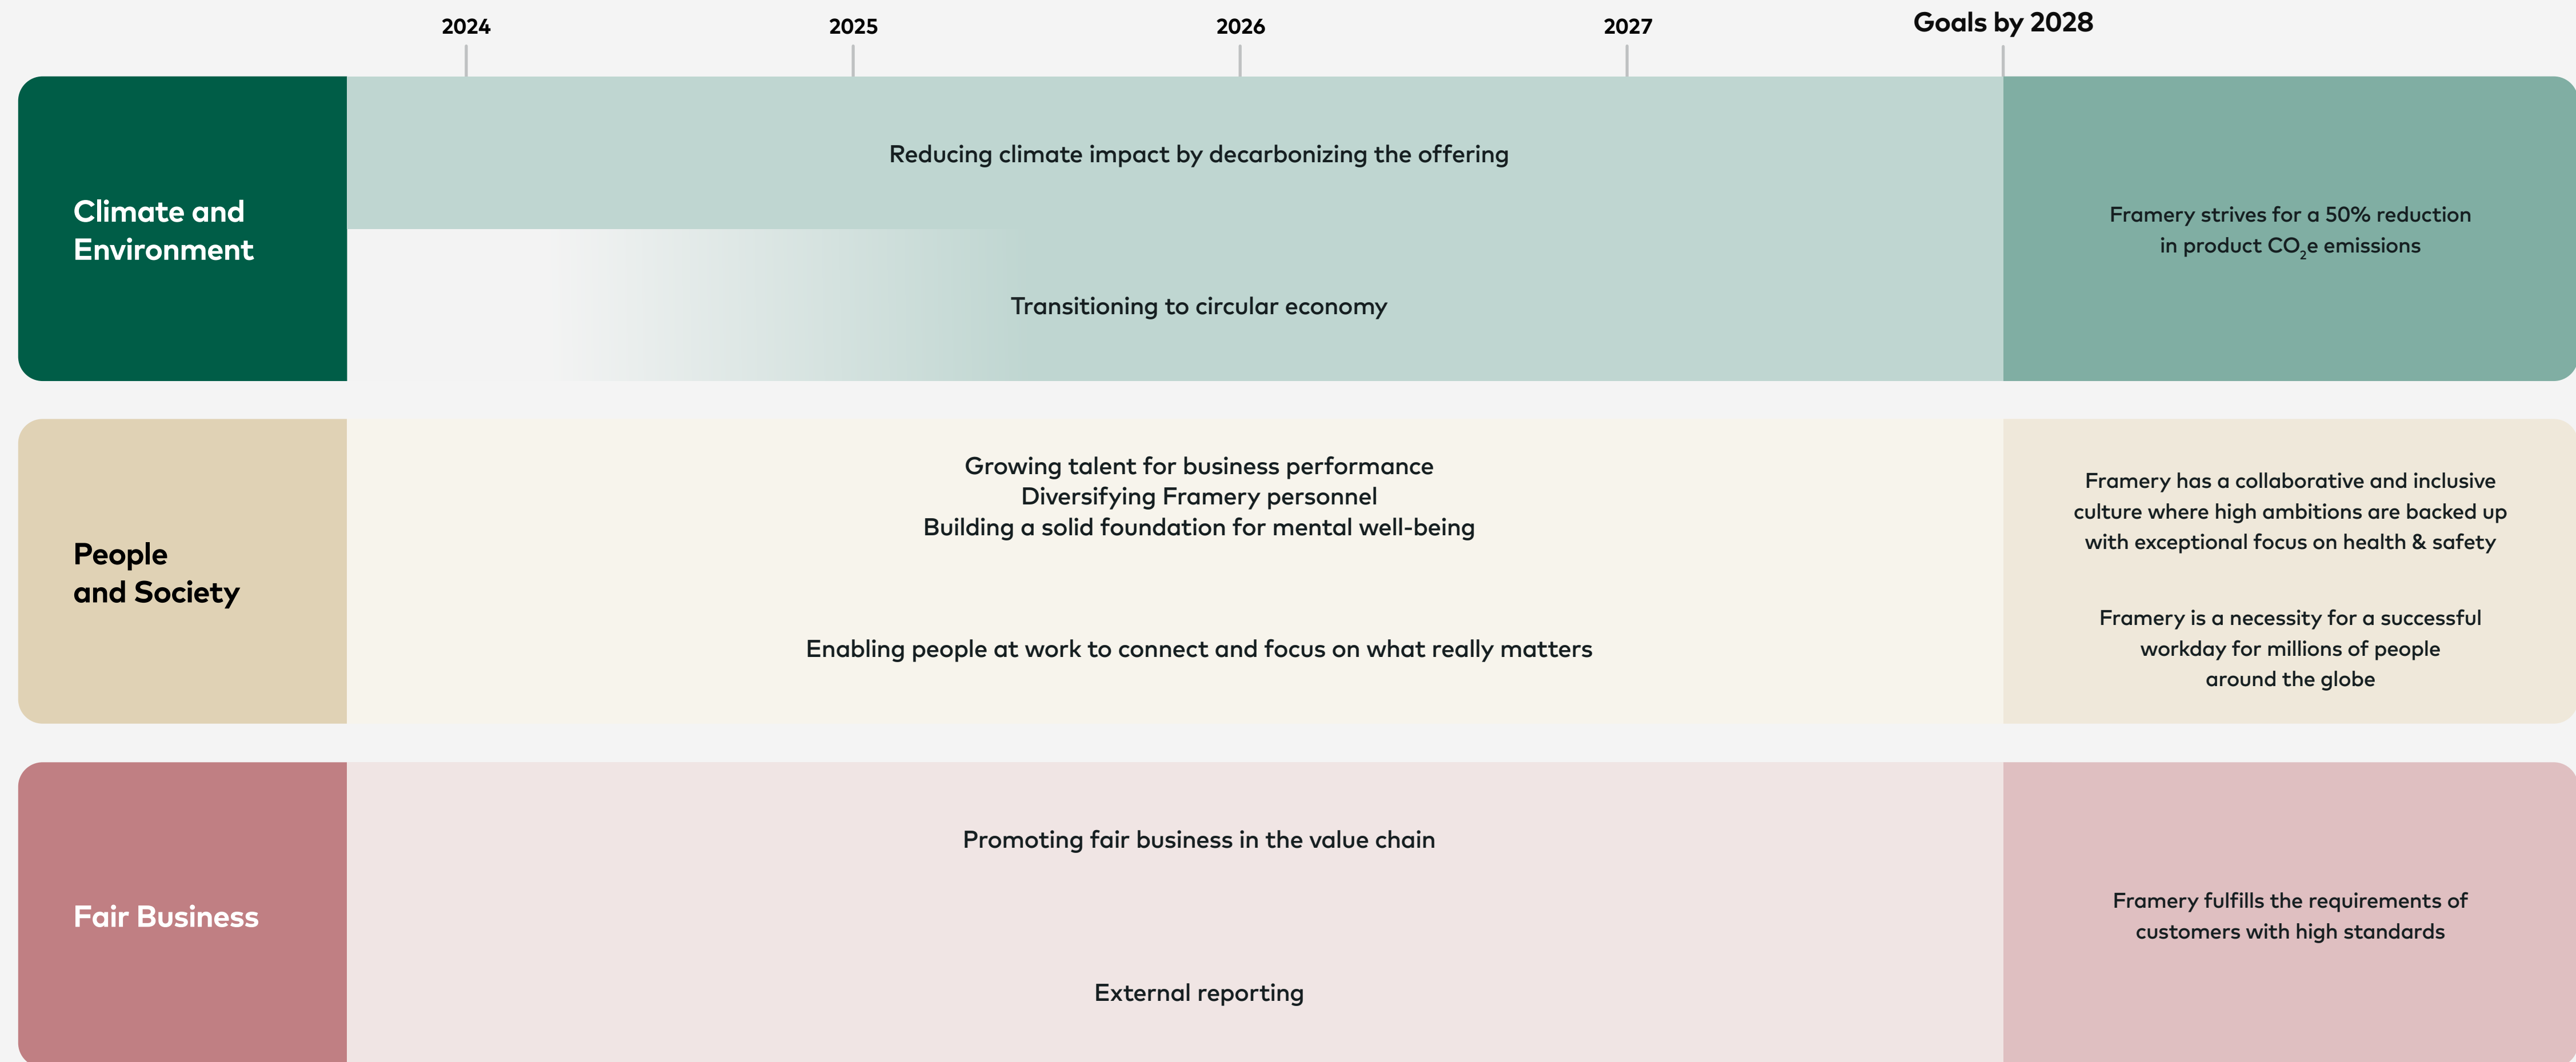 2024
2025
2026
2027
Goals by 2028
Climate and
Environment
Reducing climate impact by decarbonizing the offering
Transitioning to circular economy
Framery strives for a 50% reduction
in product CO₂e emissions
People
and Society
Growing talent for business performance
Diversifying Framery personnel
Building a solid foundation for mental well-being
Enabling people at work to connect and focus on what really matters
Framery has a collaborative and inclusive
culture where high ambitions are backed up
with exceptional focus on health & safety
Framery is a necessity for a successful
workday for millions of people
around the globe
Fair Business
Promoting fair business in the value chain
External reporting
Framery fulfills the requirements of
customers with high standards